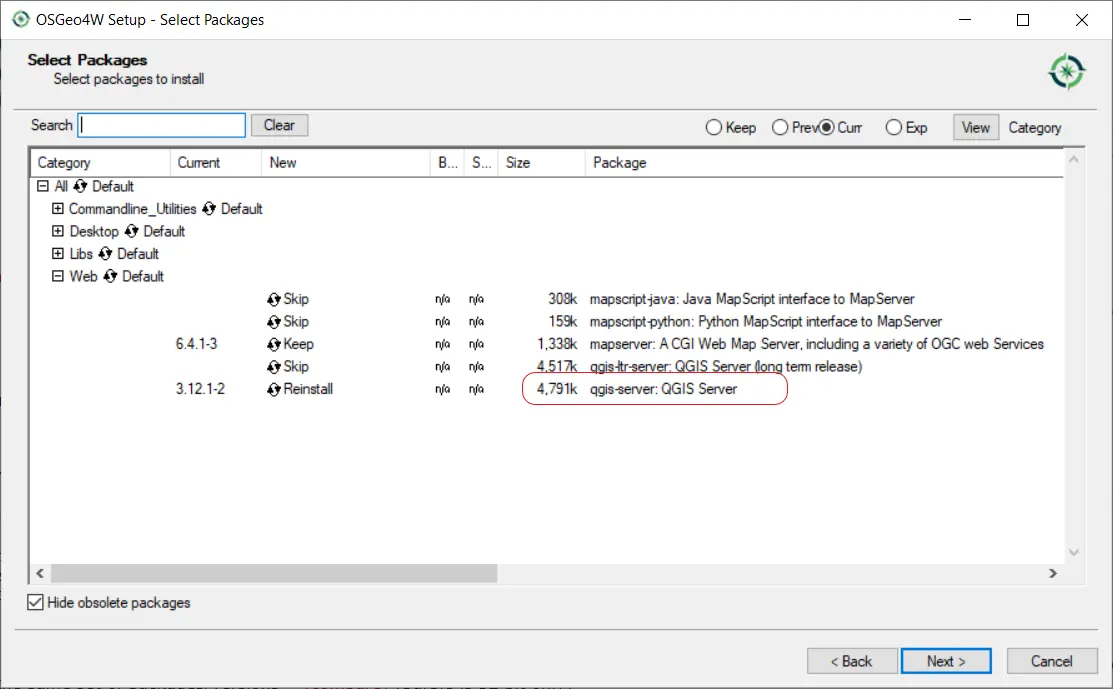 OSGeo4W Setup - Select Packages
Select Packages
Select packages to install
Search Clear Keep Prev Curr Exp View Category
Category Current New B... S... Size Package
All Default
Commandline_Utilities Default
Desktop Default
Libs Default
Web Default
Skip n/a n/a 308k mapscript-java: Java MapScript interface to MapServer
Skip n/a n/a 159k mapscript-python: Python MapScript interface to MapServer
6.4.1-3 Keep n/a n/a 1,338k mapserver: A CGI Web Map Server, including a variety of OGC web Services
Skip n/a n/a 4,517k qgis-ltr-server: QGIS Server (long term release)
3.12.1-2 Reinstall n/a n/a 4,791k qgis-server: QGIS Server
Hide obsolete packages
< Back Next > Cancel